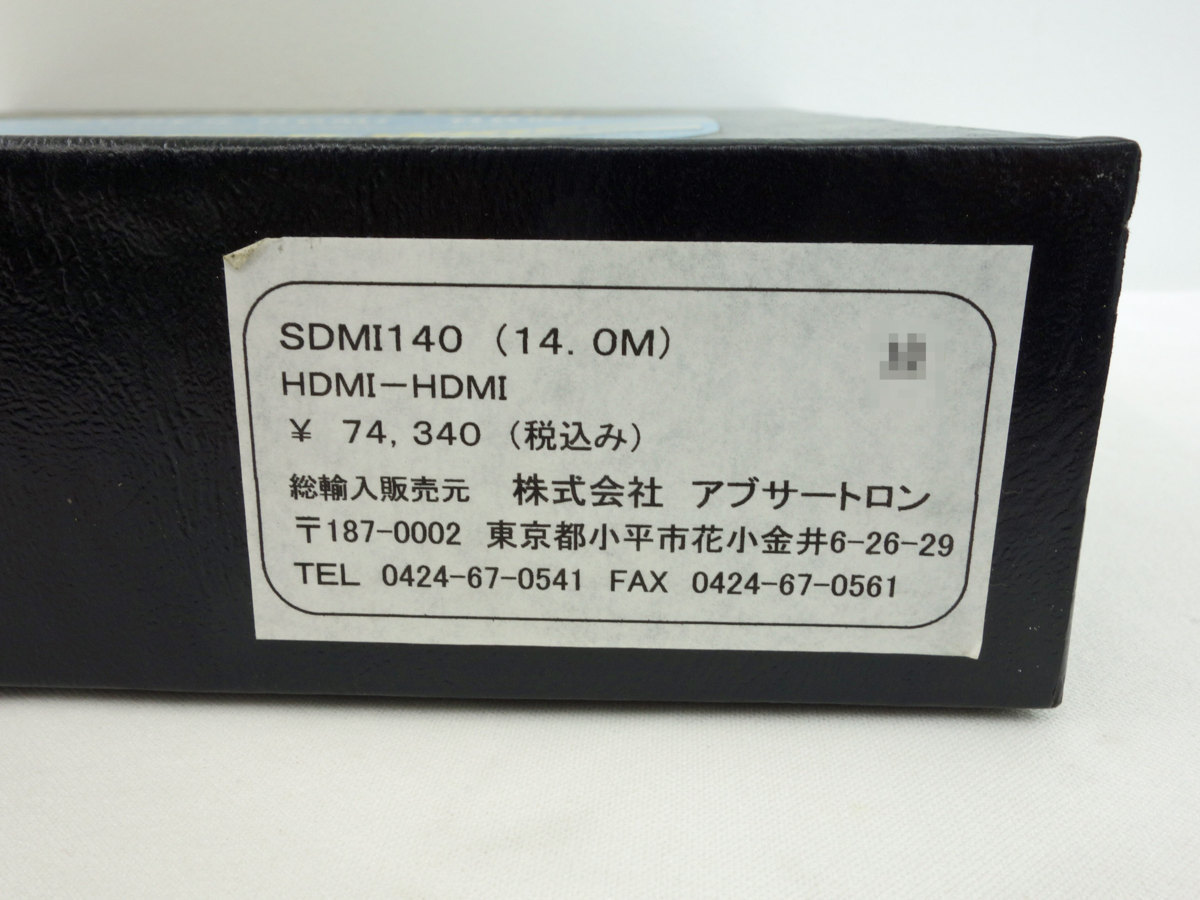 SDMI140 (14.0M)
HDMI-HDMI
¥ 74,340 (税込み)
総輸入販売元 株式会社 アブサートロン
〒187-0002 東京都小平市花小金井6-26-29
TEL 0424-67-0541 FAX 0424-67-0561